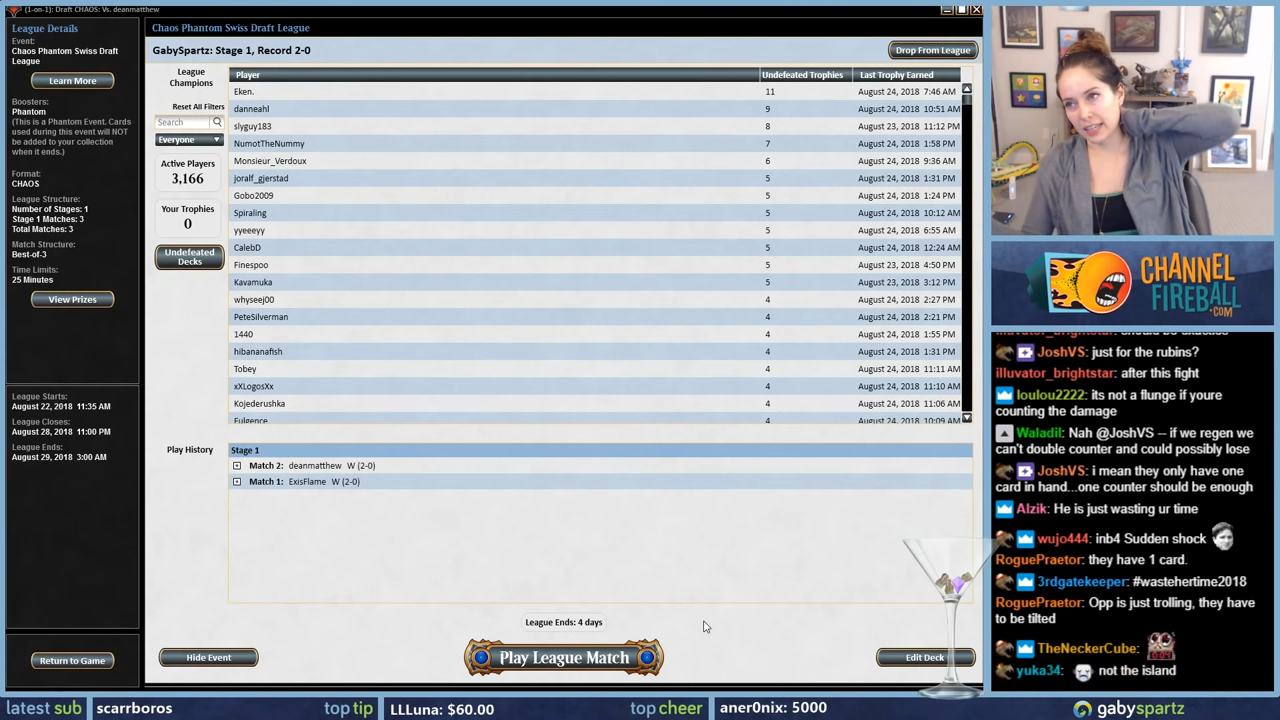 (1-on-1): Draft CHAOS: Vs. deanmatthew
League Details
Event:
Chaos Phantom Swiss Draft
League
Learn More
Boosters:
Phantom
(This is a Phantom Event. Cards
used during this event will NOT
be added to your collection
when it ends.)
Format:
CHAOS
League Structure:
Number of Stages: 1
Stage 1 Matches: 3
Total Matches: 3
Match Structure:
Best-of-3
Time Limits:
25 Minutes
View Prizes
League Starts:
August 22, 2018 11:35 AM
League Closes:
August 28, 2018 11:00 PM
League Ends:
August 29, 2018 3:00 AM
Return to Game
Chaos Phantom Swiss Draft League
GabySpartz: Stage 1, Record 2-0
Drop From League
League
Champions
Reset All Filters
Search
Everyone
Active Players
3,166
Your Trophies
0
Undefeated
Decks
Player Undefeated Trophies Last Trophy Earned
Eken. 11 August 24, 2018 7:46 AM
danneahl 9 August 24, 2018 10:51 AM
slyguy183 8 August 23, 2018 11:12 PM
NumotTheNummy 7 August 24, 2018 1:58 PM
Monsieur_Verdoux 6 August 24, 2018 9:36 AM
joralf_gjerstad 5 August 24, 2018 1:31 PM
Gobo2009 5 August 24, 2018 1:24 PM
Spiraling 5 August 24, 2018 10:12 AM
yyeeeyy 5 August 24, 2018 6:55 AM
CalebD 5 August 24, 2018 12:24 AM
Finespoo 5 August 23, 2018 4:50 PM
Kavamuka 5 August 23, 2018 3:12 PM
whyseej00 4 August 24, 2018 2:27 PM
PeteSilverman 4 August 24, 2018 2:21 PM
1440 4 August 24, 2018 1:55 PM
hibananafish 4 August 24, 2018 1:31 PM
Tobey 4 August 24, 2018 11:11 AM
xXLogosXx 4 August 24, 2018 11:10 AM
Kojederushka 4 August 24, 2018 11:06 AM
Fulgence 4 August 24, 2018 10:09 AM
Play History
Stage 1
Match 2: deanmatthew W (2-0)
Match 1: ExisFlame W (2-0)
League Ends: 4 days
Hide Event
Play League Match
Edit Deck
CHANNEL
FIREBALL
.COM
JoshVS: just for the rubins?
illuvator_brightstar: after this fight
loulou2222: its not a flunge if youre
counting the damage
Waladil: Nah @JoshVS -- if we regen we
can't double counter and could possibly lose
JoshVS: i mean they only have one
card in hand...one counter should be enough
Alzik: He is just wasting ur time
wujo444: inb4 Sudden shock
RoguePraetor: they have 1 card.
3rdgatekeeper: #wastehertime2018
RoguePraetor: Opp is just trolling, they have
to be tilted
TheNeckerCube:
yuka34: not the island
latest sub scarrboros top tip LLLuna: $60.00 top cheer aner0nix: 5000 gabyspartz